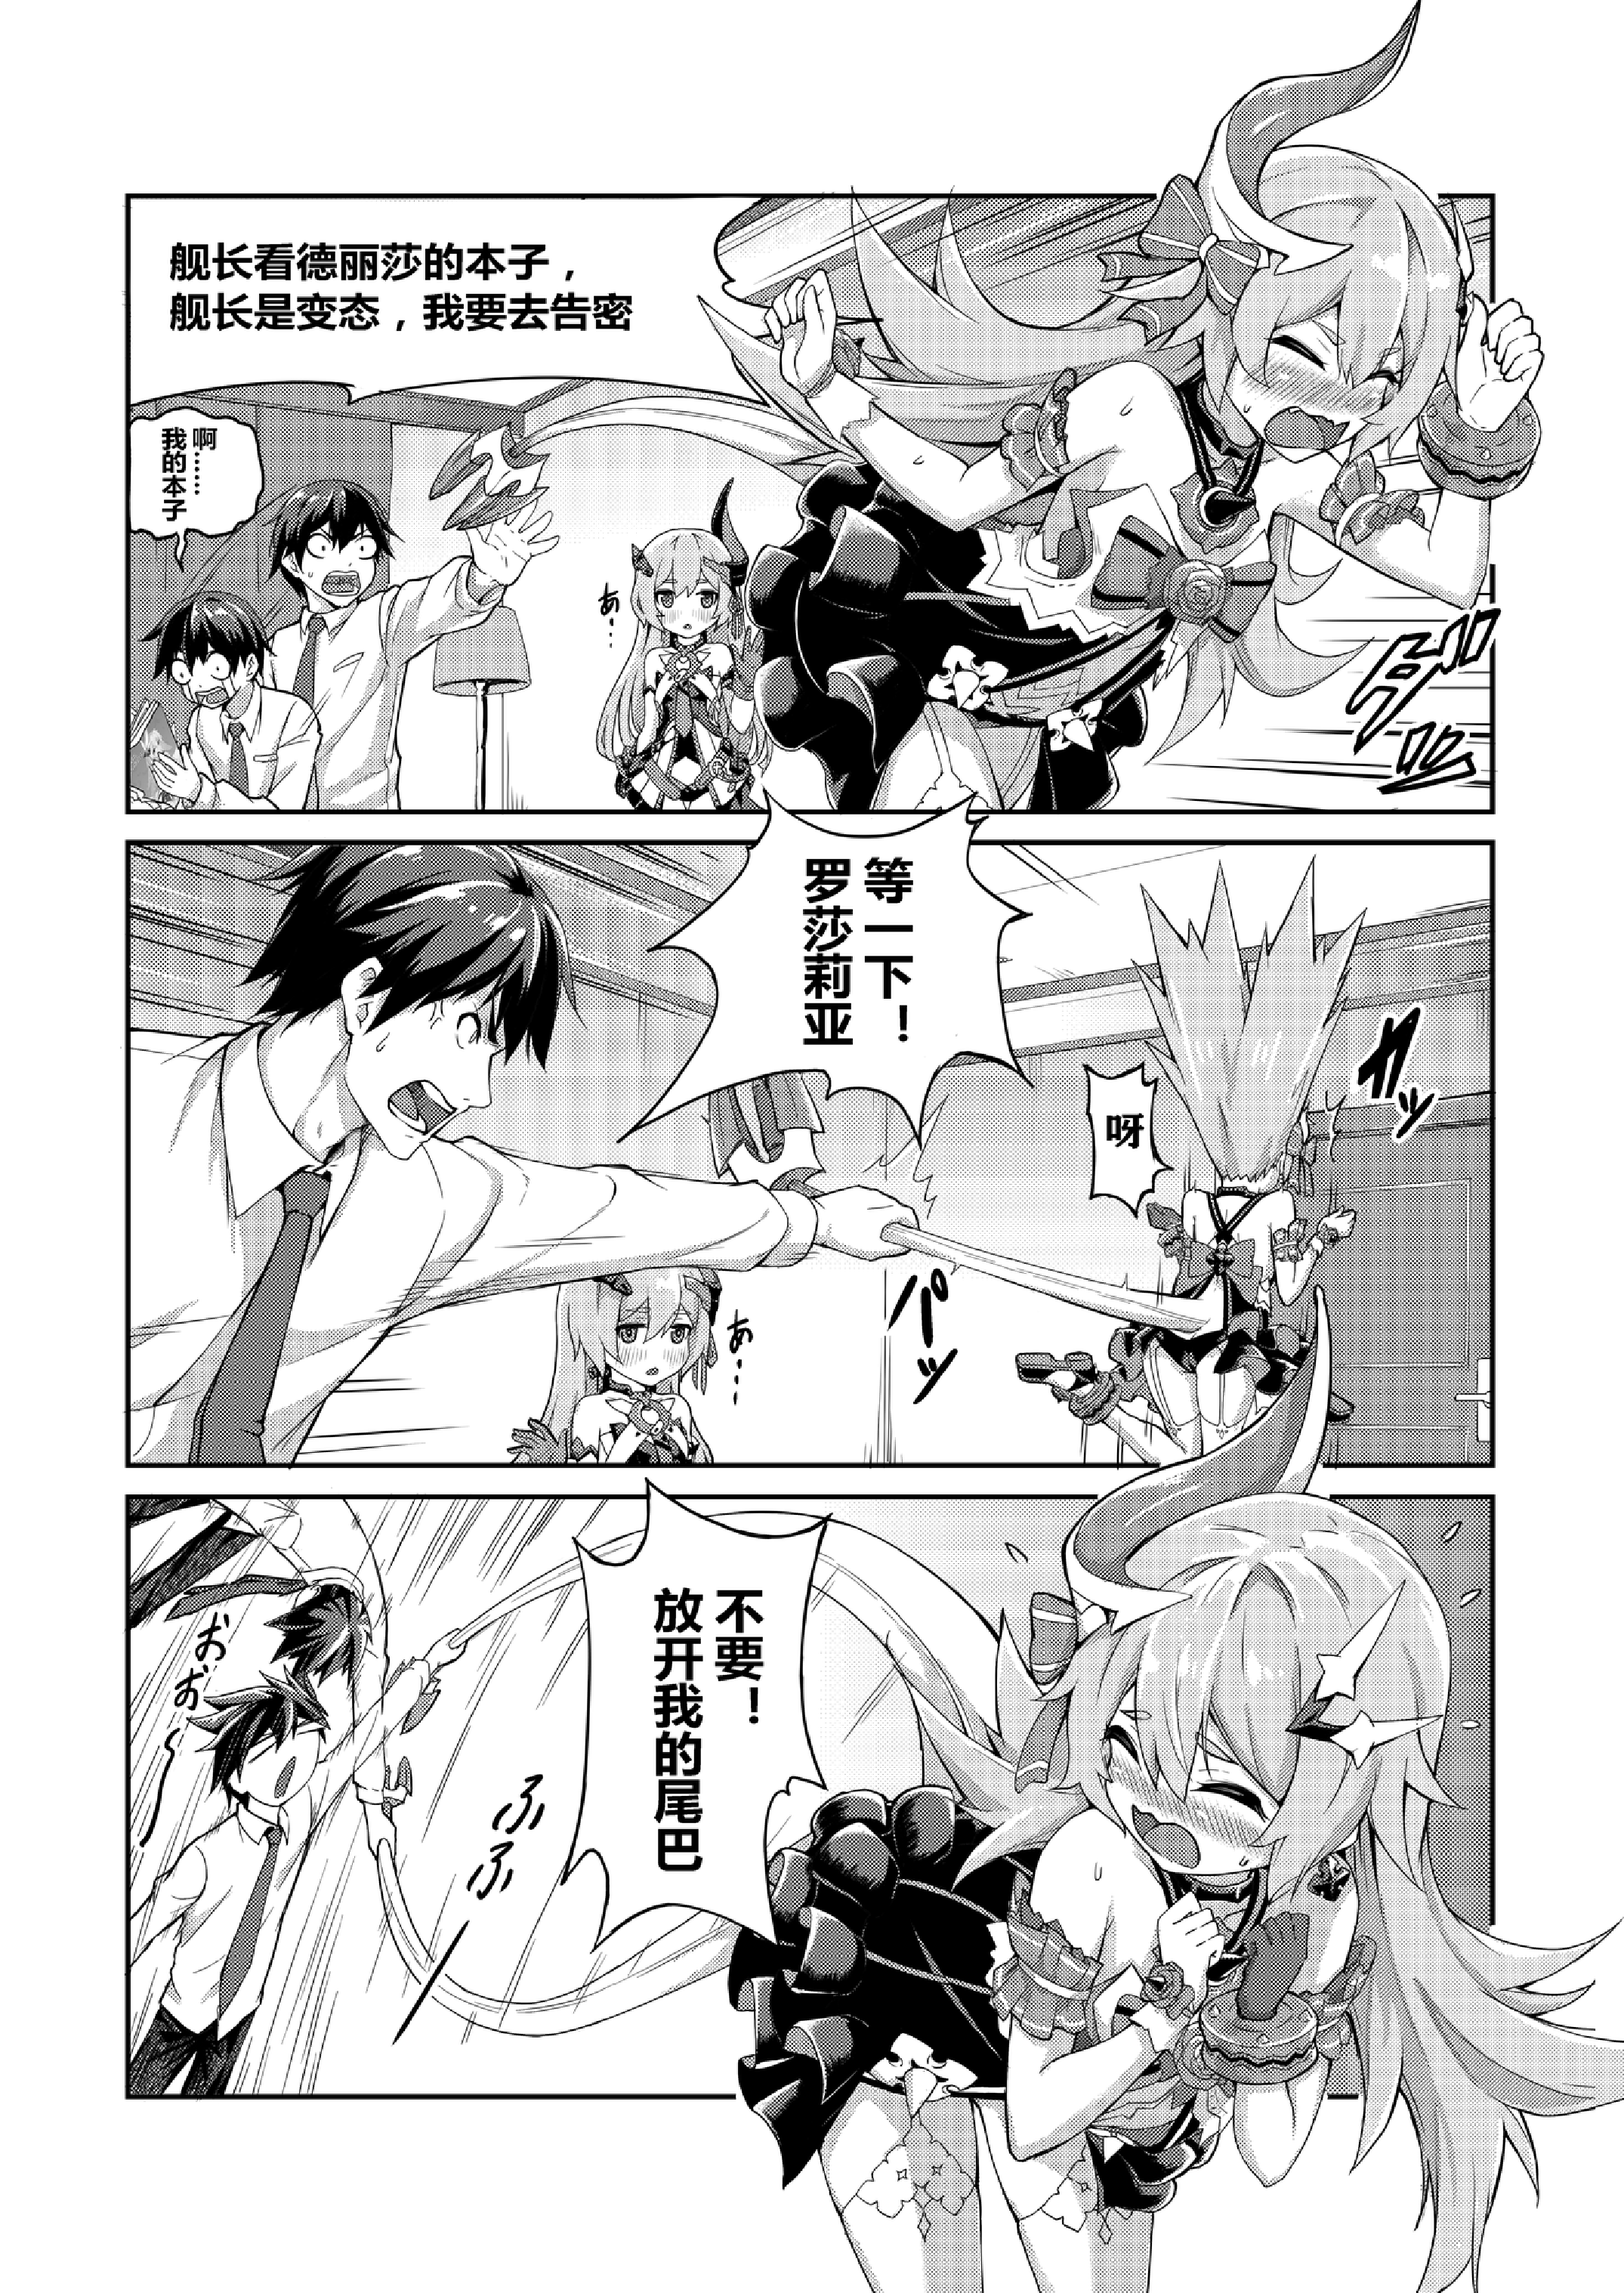 舰长看德丽莎的本子，
舰长是变态，我要去告密
啊……
我的本子
あ…
等一下！
罗莎莉亚
呀
ガッ
パッ
あ…
不要！
放开我的尾巴
おおお～～
ふふ